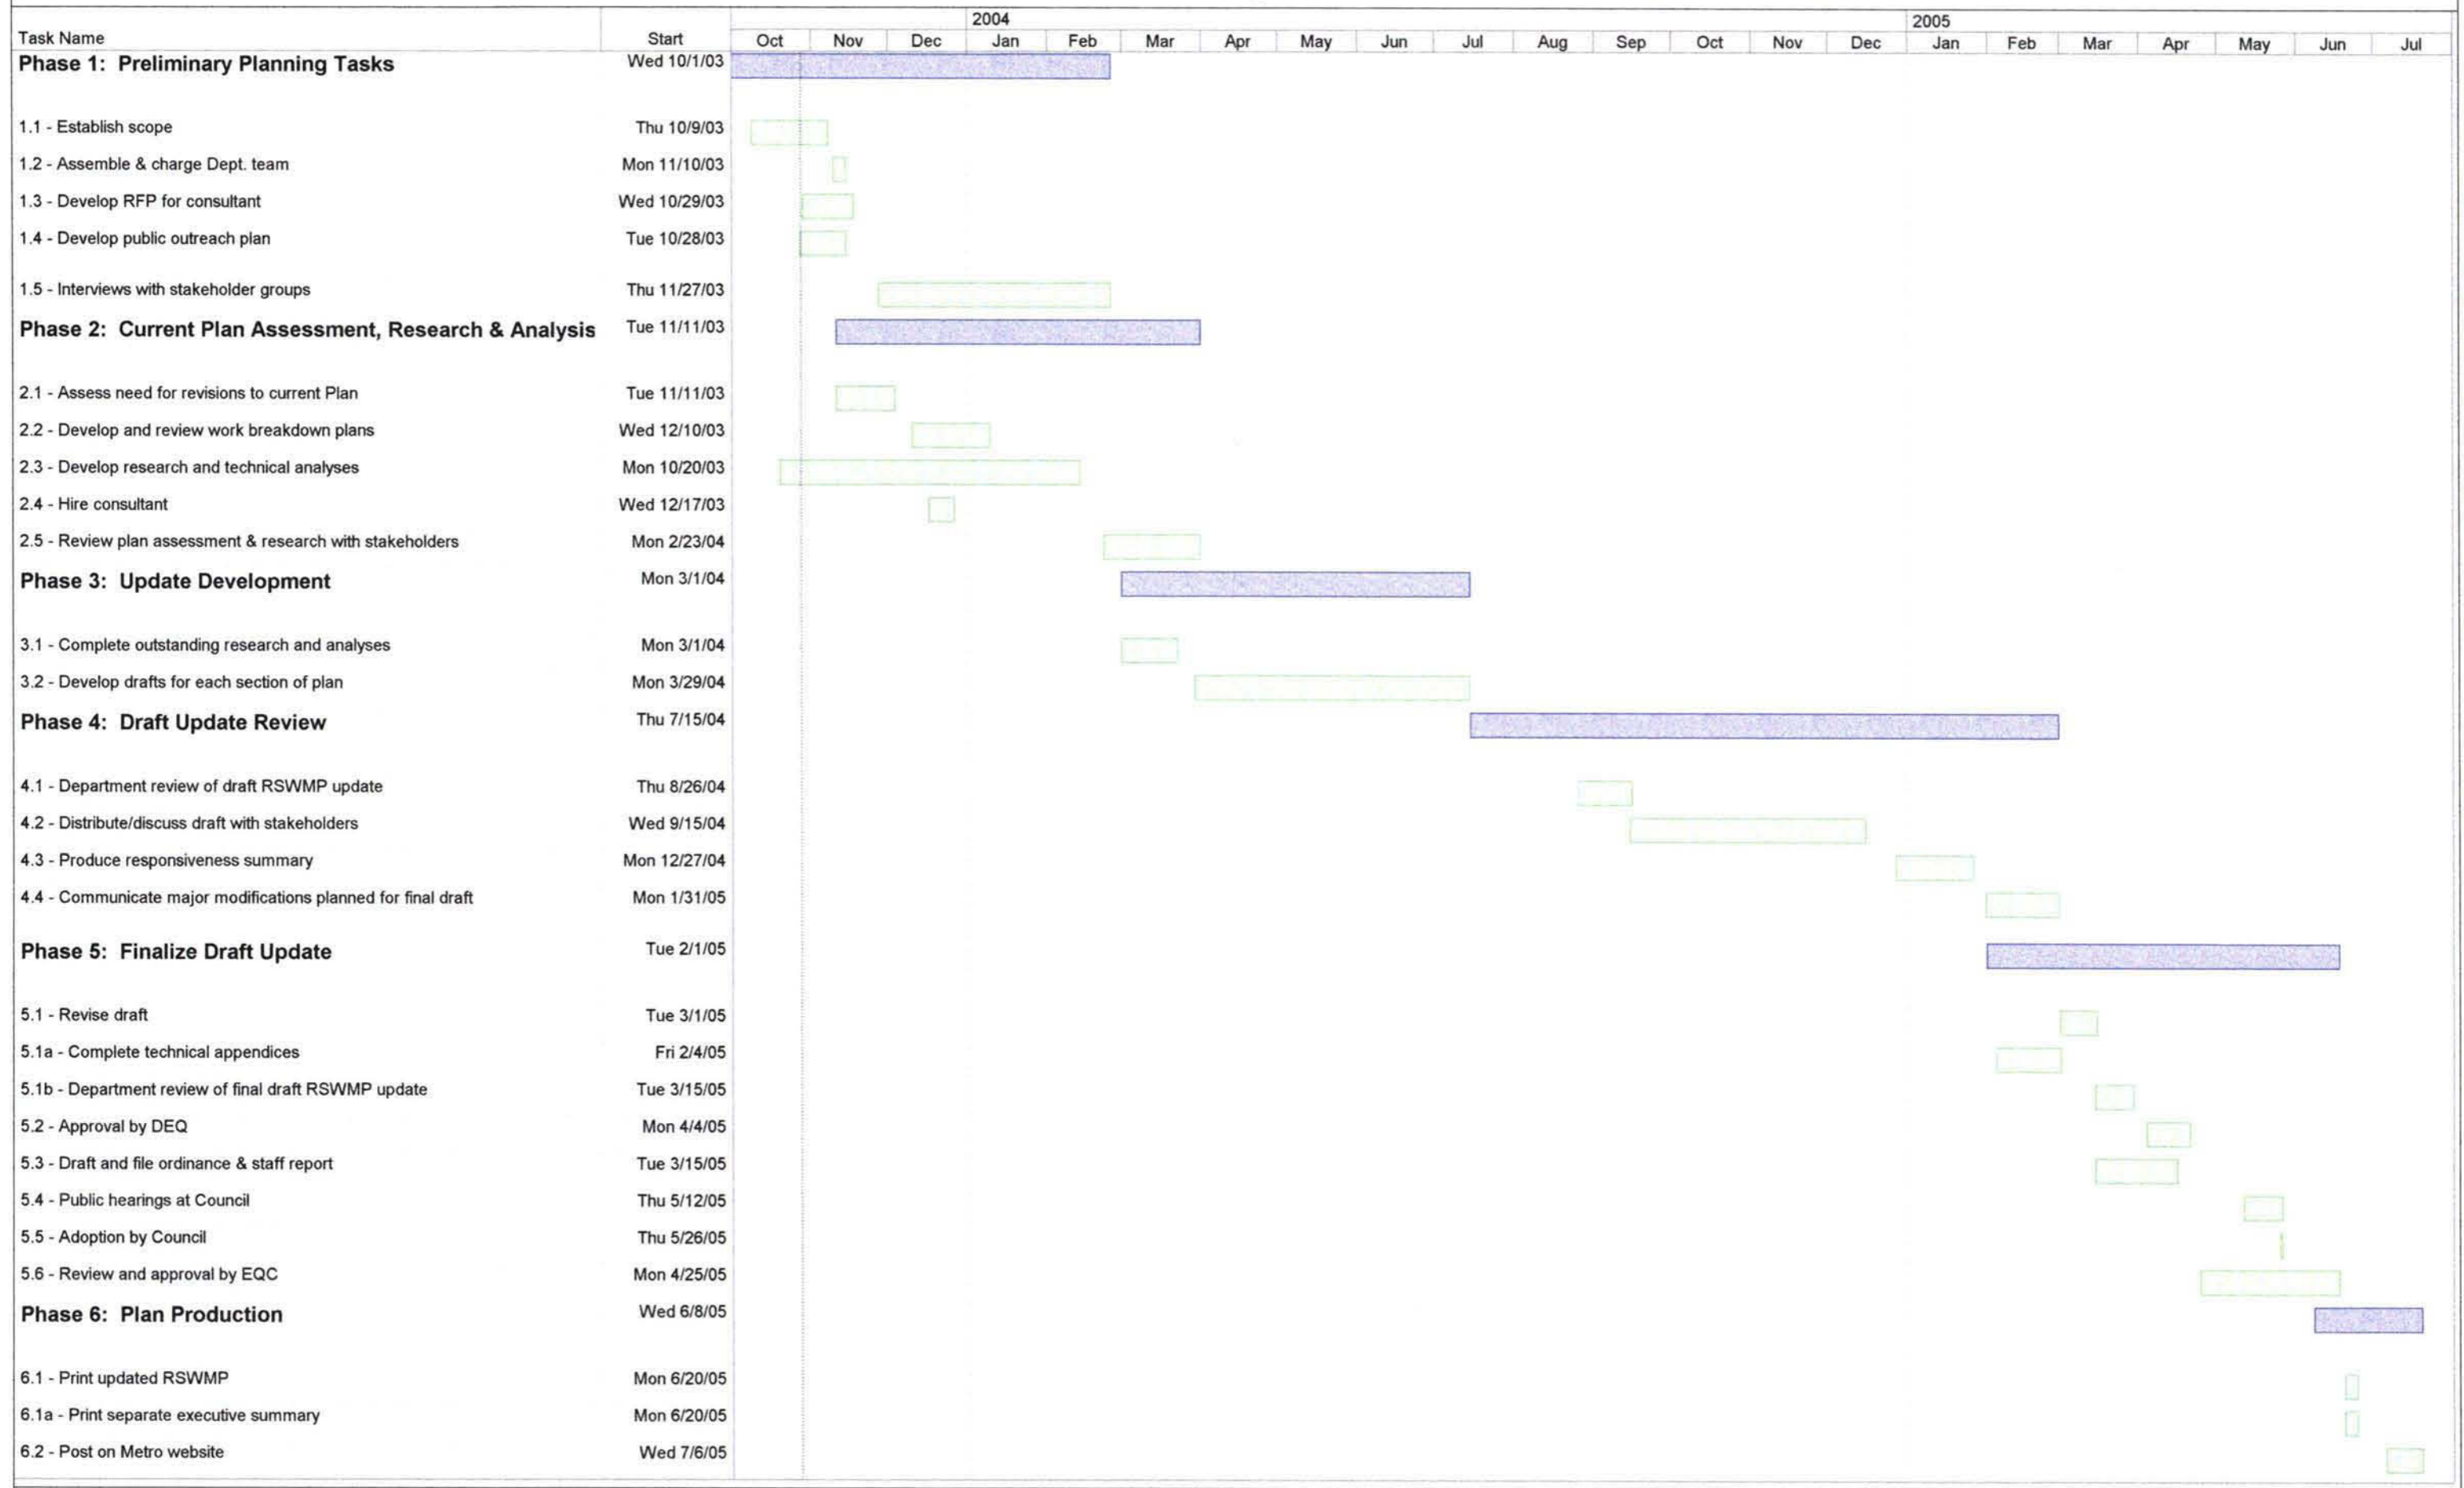 2004 2005
Task Name Start Oct Nov Dec Jan Feb Mar Apr May Jun Jul Aug Sep Oct Nov Dec Jan Feb Mar Apr May Jun Jul
Phase 1: Preliminary Planning Tasks Wed 10/1/03
1.1 - Establish scope Thu 10/9/03
1.2 - Assemble & charge Dept. team Mon 11/10/03
1.3 - Develop RFP for consultant Wed 10/29/03
1.4 - Develop public outreach plan Tue 10/28/03
1.5 - Interviews with stakeholder groups Thu 11/27/03
Phase 2: Current Plan Assessment, Research & Analysis Tue 11/11/03
2.1 - Assess need for revisions to current Plan Tue 11/11/03
2.2 - Develop and review work breakdown plans Wed 12/10/03
2.3 - Develop research and technical analyses Mon 10/20/03
2.4 - Hire consultant Wed 12/17/03
2.5 - Review plan assessment & research with stakeholders Mon 2/23/04
Phase 3: Update Development Mon 3/1/04
3.1 - Complete outstanding research and analyses Mon 3/1/04
3.2 - Develop drafts for each section of plan Mon 3/29/04
Phase 4: Draft Update Review Thu 7/15/04
4.1 - Department review of draft RSWMP update Thu 8/26/04
4.2 - Distribute/discuss draft with stakeholders Wed 9/15/04
4.3 - Produce responsiveness summary Mon 12/27/04
4.4 - Communicate major modifications planned for final draft Mon 1/31/05
Phase 5: Finalize Draft Update Tue 2/1/05
5.1 - Revise draft Tue 3/1/05
5.1a - Complete technical appendices Fri 2/4/05
5.1b - Department review of final draft RSWMP update Tue 3/15/05
5.2 - Approval by DEQ Mon 4/4/05
5.3 - Draft and file ordinance & staff report Tue 3/15/05
5.4 - Public hearings at Council Thu 5/12/05
5.5 - Adoption by Council Thu 5/26/05
5.6 - Review and approval by EQC Mon 4/25/05
Phase 6: Plan Production Wed 6/8/05
6.1 - Print updated RSWMP Mon 6/20/05
6.1a - Print separate executive summary Mon 6/20/05
6.2 - Post on Metro website Wed 7/6/05